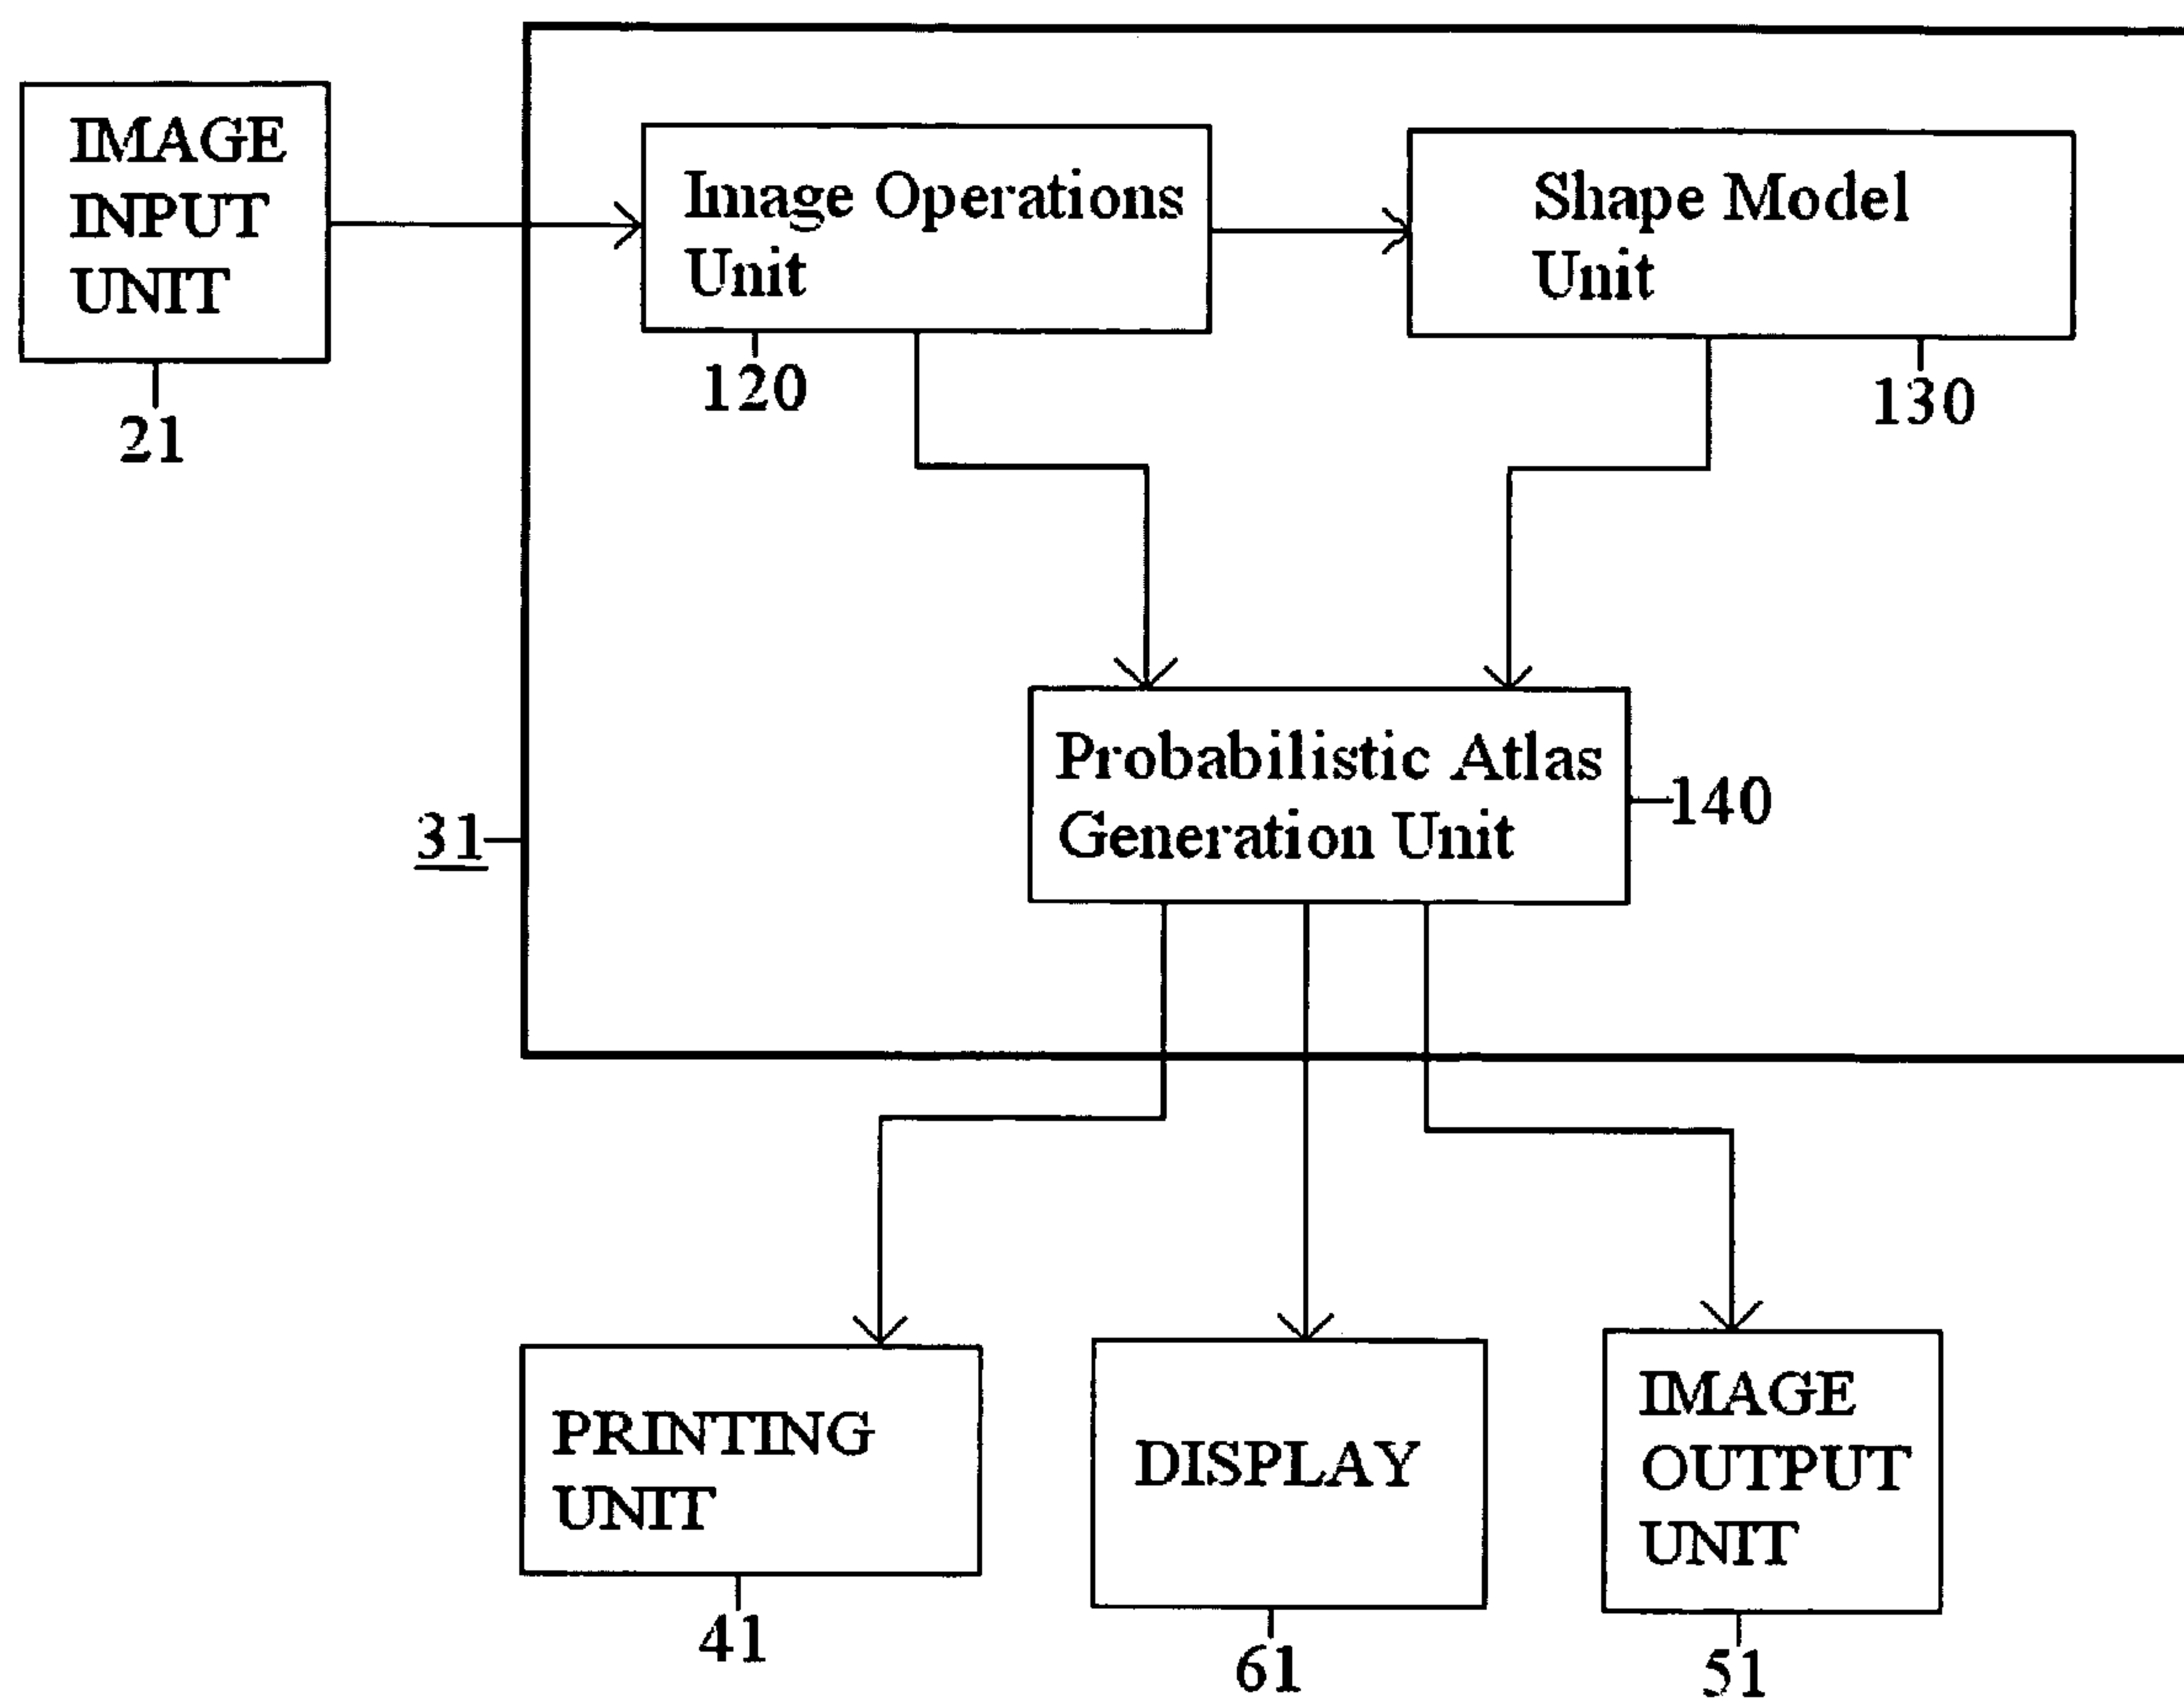 IMAGE
INPUT
UNIT
21
Image Operations
Unit
120
Shape Model
Unit
130
Probabilistic Atlas
Generation Unit
140
31
PRINTING
UNIT
41
DISPLAY
61
IMAGE
OUTPUT
UNIT
51